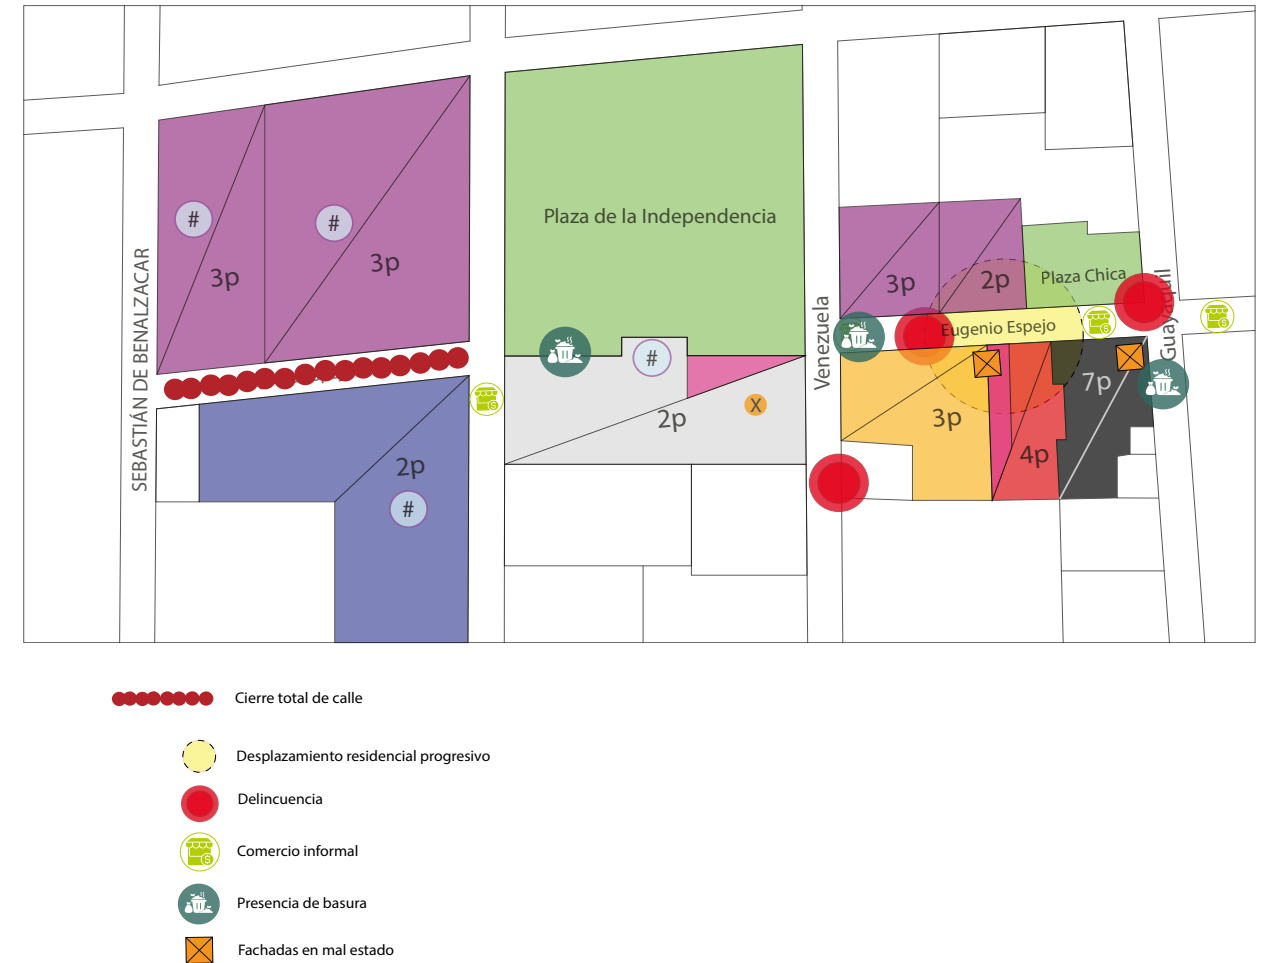 Plaza de la Independencia
#
#
3p
3p
SEBASTIÁN DE BENALZACAR
3p
2p
Plaza Chica
Guayaquil
Venezuela
Eugenio Espejo
#
X
2p
3p
4p
7p
2p
#
Cierre total de calle
Desplazamiento residencial progresivo
Delincuencia
Comercio informal
Presencia de basura
Fachadas en mal estado